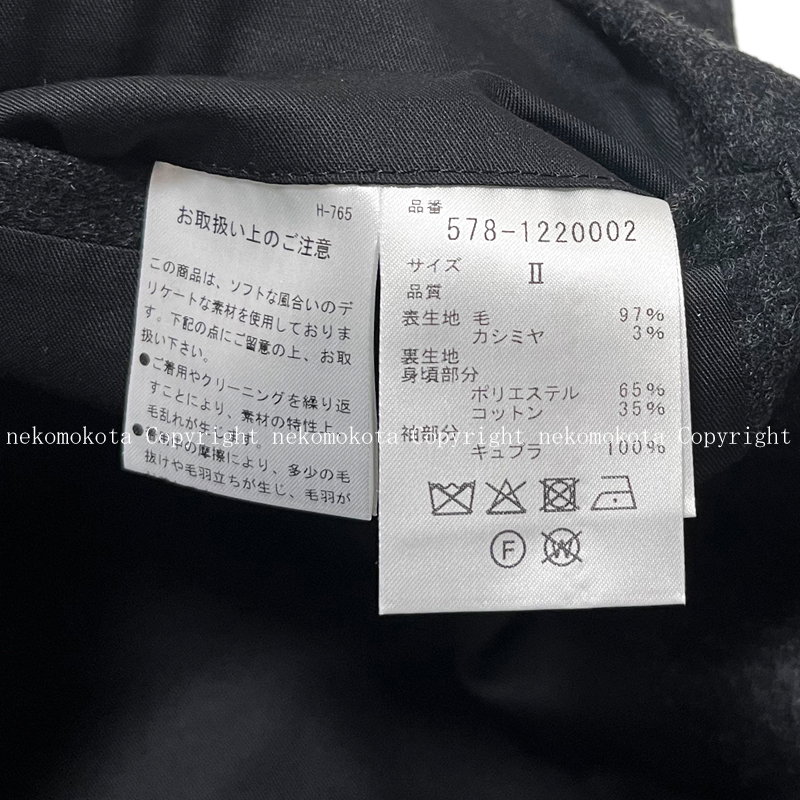 H-765
お取扱い上のご注意
この商品は、ソフトな風合いのデ
リケートな素材を使用しておりま
す。下記の点にご留意の上、お取
扱い下さい。
●ご着用やクリーニングを繰り返
すことにより、素材の特性上、
毛乱れが生じ
の摩擦により、多少の毛
抜けや毛羽立ちが生じ、毛羽が
品番
578-1220002
サイズ
Ⅱ
品質
表生地 毛 97%
カシミヤ 3%
裏生地
身頃部分
ポリエステル 65%
コットン 35%
袖部分
キュプラ 100%
F
W
nekomokota Copyright nekomokota Copyright nekomokota Copyright